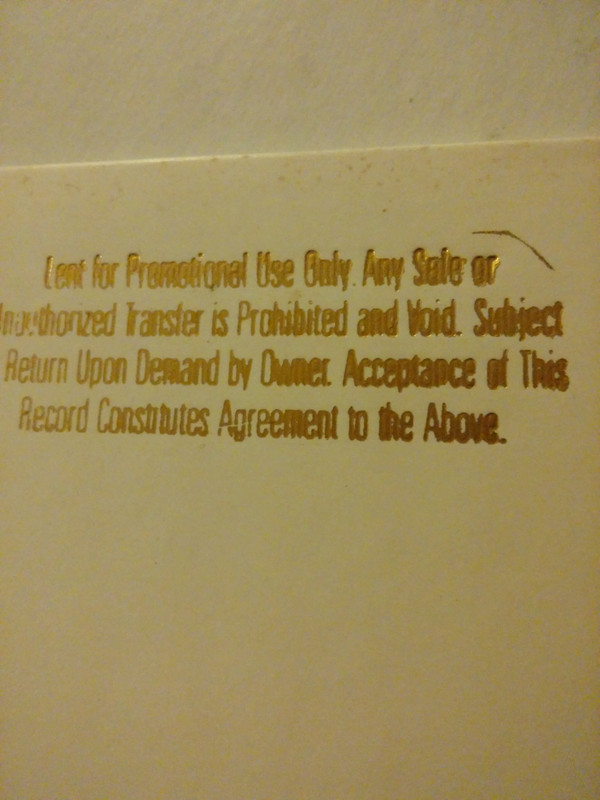 Lent for Promotional Use Only. Any Sale or
Unauthorized Transfer is Prohibited and Void. Subject
Return Upon Demand by Owner. Acceptance of This
Record Constitutes Agreement to the Above.